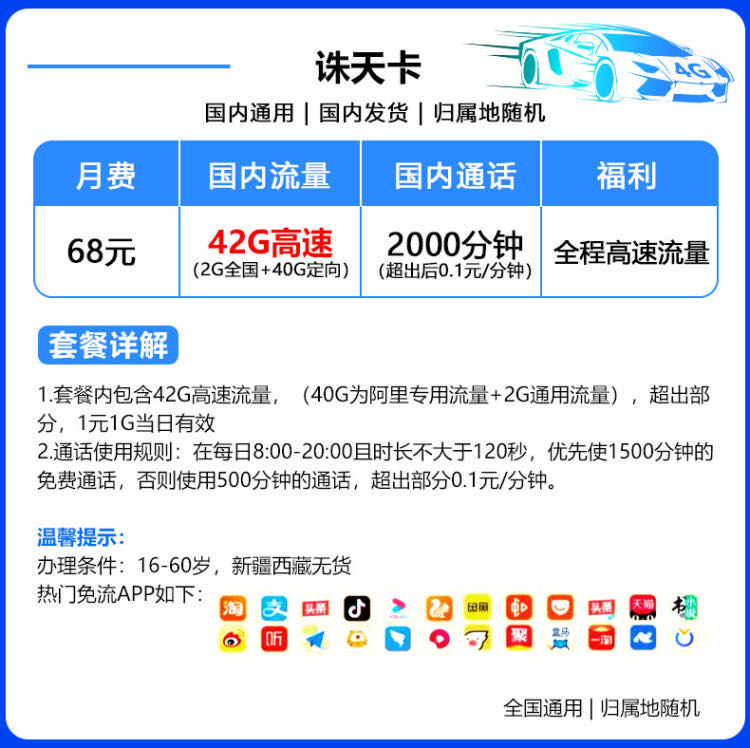 诛天卡
4G
国内通用 | 国内发货 | 归属地随机
月费 国内流量 国内通话 福利
68元 42G高速 2000分钟 全程高速流量
(2G全国+40G定向) (超出后0.1元/分钟)
套餐详解
1.套餐内包含42G高速流量，（40G为阿里专用流量+2G通用流量），超出部
分，1元1G当日有效
2.通话使用规则：在每日8:00-20:00且时长不大于120秒，优先使1500分钟的
免费通话，否则使用500分钟的通话，超出部分0.1元/分钟。
温馨提示：
办理条件：16-60岁，新疆西藏无货
热门免流APP如下：
淘 支 头条 头条 天猫 书 小说
听 聚 盒马 一淘
全国通用 | 归属地随机